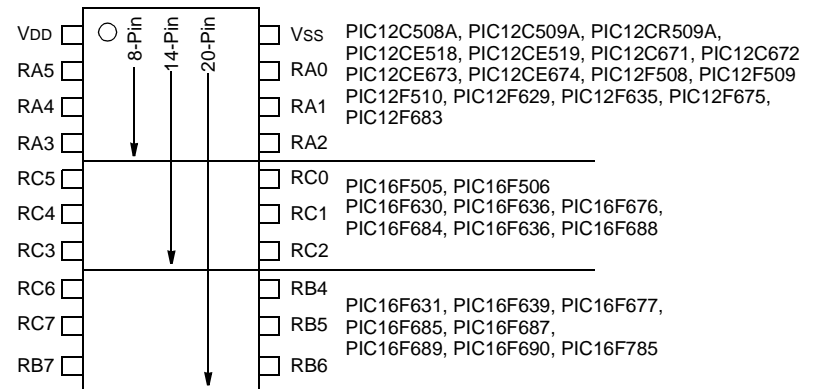 VDD
RA5
RA4
RA3
RC5
RC4
RC3
RC6
RC7
RB7
8-Pin
14-Pin
20-Pin
VSS
RA0
RA1
RA2
RC0
RC1
RC2
RB4
RB5
RB6
PIC12C508A, PIC12C509A, PIC12CR509A,
PIC12CE518, PIC12CE519, PIC12C671, PIC12C672
PIC12CE673, PIC12CE674, PIC12F508, PIC12F509
PIC12F510, PIC12F629, PIC12F635, PIC12F675,
PIC12F683
PIC16F505, PIC16F506
PIC16F630, PIC16F636, PIC16F676,
PIC16F684, PIC16F636, PIC16F688
PIC16F631, PIC16F639, PIC16F677,
PIC16F685, PIC16F687,
PIC16F689, PIC16F690, PIC16F785